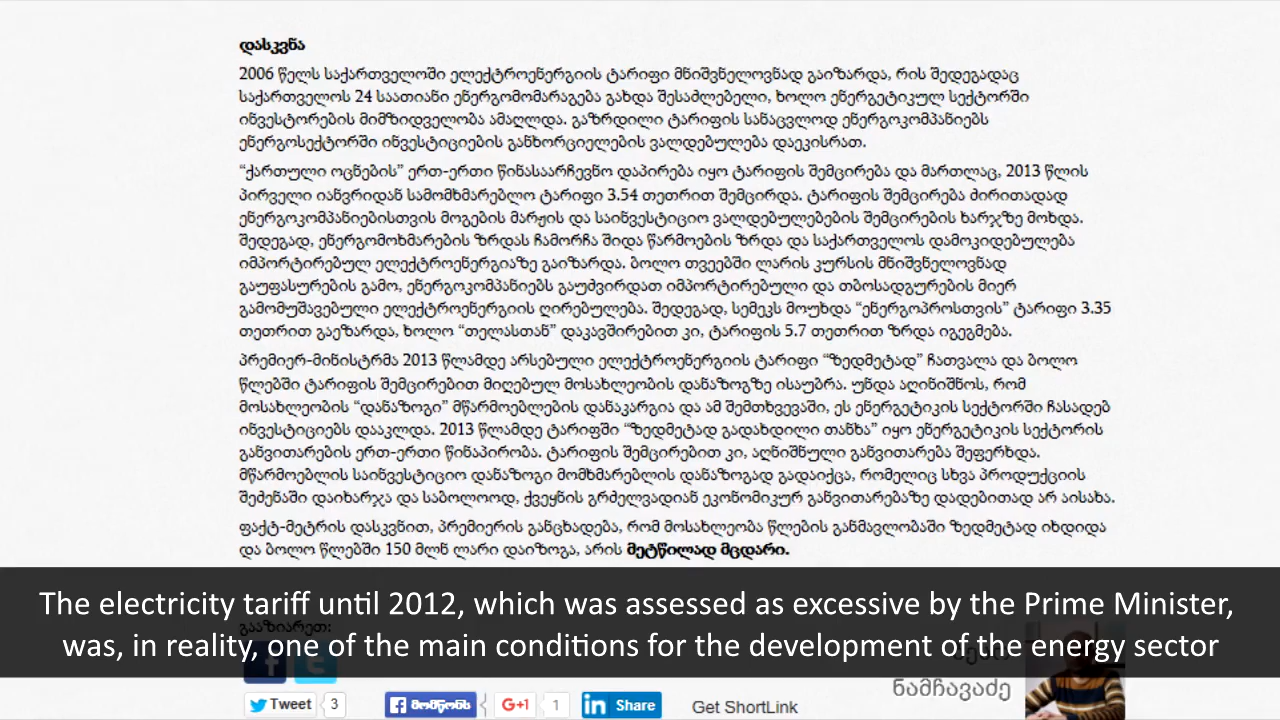 დასკვნა
2006 წელს საქართველოში ელექტროენერგიის ტარიფი მნიშვნელოვნად გაიზარდა, რის შედეგადაც
საქართველოს 24 საათიანი ენერგომომარაგება გახდა შესაძლებელი, ხოლო ენერგეტიკულ სექტორში
ინვესტორების მიმზიდველობა ამაღლდა. გაზრდილი ტარიფის სანაცვლოდ ენერგოკომპანიებს
ენერგოსექტორში ინვესტიციების განხორციელების ვალდებულება დაეკისრათ.
“ქართული ოცნების” ერთ-ერთი წინასაარჩევნო დაპირება იყო ტარიფის შემცირება და მართლაც, 2013 წლის
პირველი იანვრიდან სამომხმარებლო ტარიფი 3.54 თეთრით შემცირდა. ტარიფის შემცირება ძირითადად
ენერგოკომპანიებისთვის მოგების მარჟის და საინვესტიციო ვალდებულებების შემცირების ხარჯზე მოხდა.
შედეგად, ენერგომოხმარების ზრდას ჩამორჩა შიდა წარმოების ზრდა და საქართველოს დამოკიდებულება
იმპორტირებულ ელექტროენერგიაზე გაიზარდა. ბოლო თვეებში ლარის კურსის მნიშვნელოვნად
გაუფასურების გამო, ენერგოკომპანიებს გაუძვირდათ იმპორტირებული და თბოსადგურების მიერ
გამომუშავებული ელექტროენერგიის ღირებულება. შედეგად, სემეკს მოუხდა “ენერგოპროსთვის” ტარიფი 3.35
თეთრით გაეზარდა, ხოლო “თელასთან” დაკავშირებით კი, ტარიფის 5.7 თეთრით ზრდა იგეგმება.
პრემიერ-მინისტრმა 2013 წლამდე არსებული ელექტროენერგიის ტარიფი “ზედმეტად” ჩათვალა და ბოლო
წლებში ტარიფის შემცირებით მიღებულ მოსახლეობის დანაზოგზე ისაუბრა. უნდა აღინიშნოს, რომ
მოსახლეობის “დანაზოგი” მწარმოებლების დანაკარგია და ამ შემთხვევაში, ეს ენერგეტიკის სექტორში ჩასადებ
ინვესტიციებს დააკლდა. 2013 წლამდე ტარიფში “ზედმეტად გადახდილი თანხა” იყო ენერგეტიკის სექტორის
განვითარების ერთ-ერთი წინაპირობა. ტარიფის შემცირებით კი, აღნიშნული განვითარება შეფერხდა.
მწარმოებლის საინვესტიციო დანაზოგი მომხმარებლის დანაზოგად გადაიქცა, რომელიც სხვა პროდუქციის
შეძენაში დაიხარჯა და საბოლოოდ, ქვეყნის გრძელვადიან ეკონომიკურ განვითარებაზე დადებითად არ აისახა.
ფაქტ-მეტრის დასკვნით, პრემიერის განცხადება, რომ მოსახლეობა წლების განმავლობაში ზედმეტად იხდიდა
და ბოლო წლებში 150 მლნ ლარი დაიზოგა, არის მეტწილად მცდარი.
The electricity tariff until 2012, which was assessed as excessive by the Prime Minister,
გააზიარეთ:
was, in reality, one of the main conditions for the development of the energy sector
ნამჩავაძე
Tweet 3 მომწონს G+1 1 in Share Get ShortLink